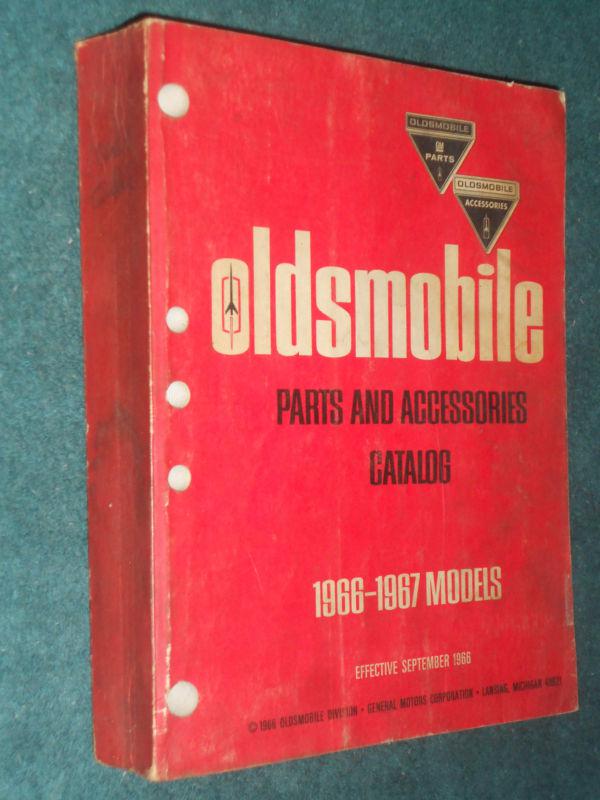 OLDSMOBILE
GM
PARTS
OLDSMOBILE
ACCESSORIES
oldsmobile
PARTS AND ACCESSORIES
CATALOG
1966-1967 MODELS
EFFECTIVE SEPTEMBER 1966
© 1966 OLDSMOBILE DIVISION • GENERAL MOTORS CORPORATION • LANSING, MICHIGAN 48921